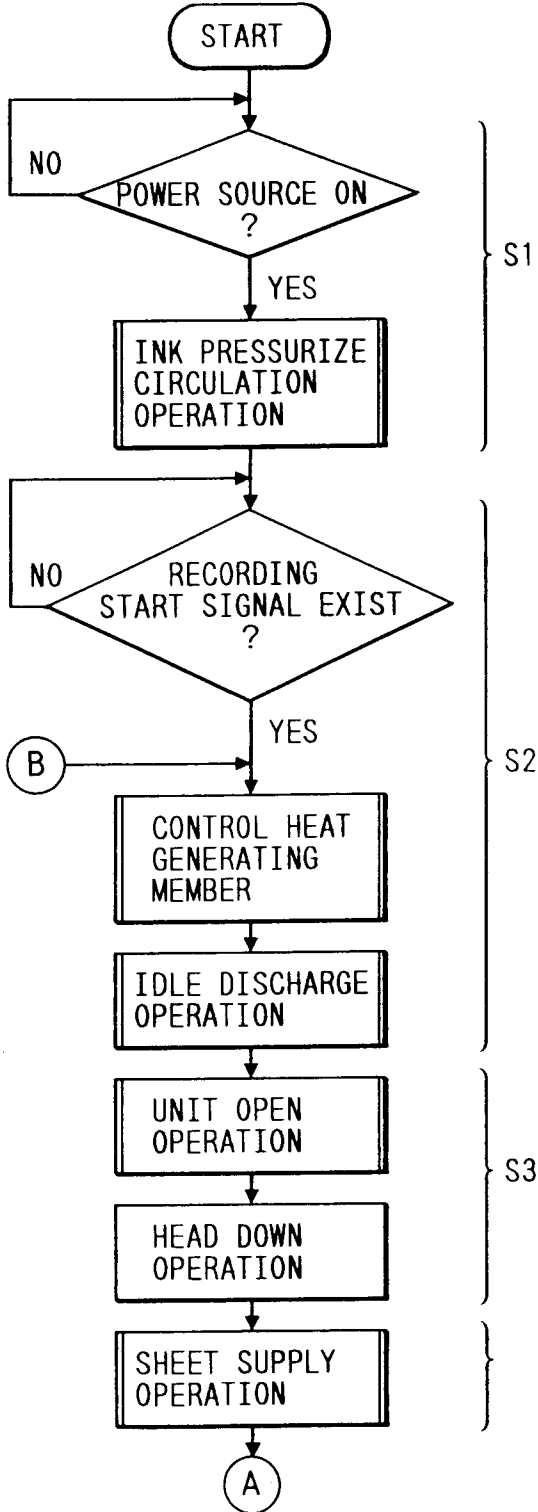 START
NO
POWER SOURCE ON
?
S1
YES
INK PRESSURIZE
CIRCULATION
OPERATION
NO
RECORDING
START SIGNAL EXIST
?
YES
B
S2
CONTROL HEAT
GENERATING
MEMBER
IDLE DISCHARGE
OPERATION
UNIT OPEN
OPERATION
S3
HEAD DOWN
OPERATION
SHEET SUPPLY
OPERATION
A